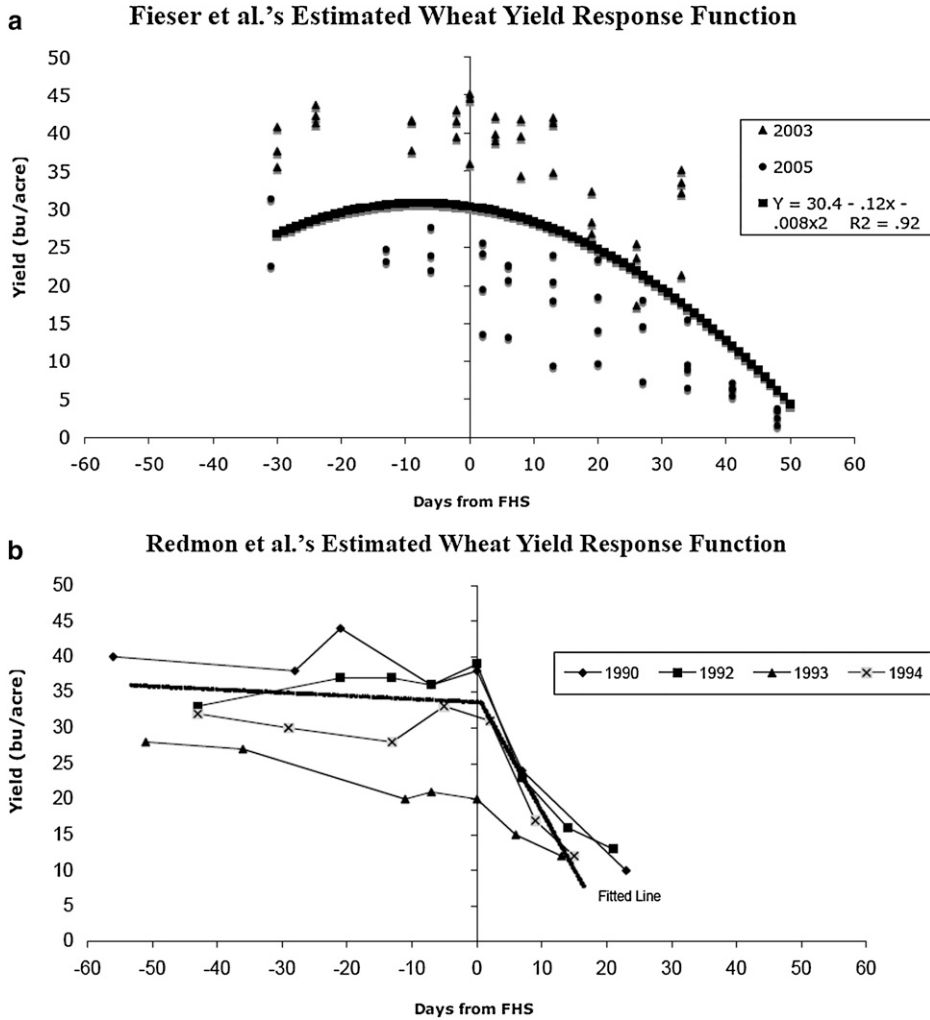 a
Fieser et al.'s Estimated Wheat Yield Response Function
50
45
40
35
30
25
20
15
10
5
0
Yield (bu/acre)
2003
2005
Y = 30.4 - .12x -
.008x2 R2 = .92
-60 -50 -40 -30 -20 -10 0 10 20 30 40 50 60
Days from FHS
b
Redmon et al.'s Estimated Wheat Yield Response Function
50
45
40
35
30
25
20
15
10
5
0
Yield (bu/acre)
1990 1992 1993 1994
Fitted Line
-60 -50 -40 -30 -20 -10 0 10 20 30 40 50 60
Days from FHS